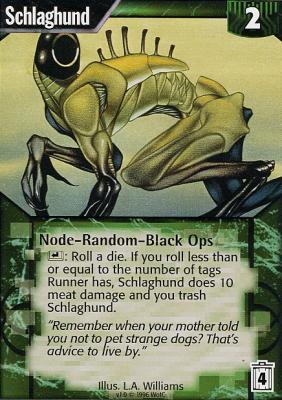 Schlaghund
2
Node-Random-Black Ops
: Roll a die. If you roll less than
or equal to the number of tags
Runner has, Schlaghund does 10
meat damage and you trash
Schlaghund.
"Remember when your mother told
you not to pet strange dogs? That's
advice to live by."
Illus. L.A. Williams
v1.0 © 1996 WotC
4